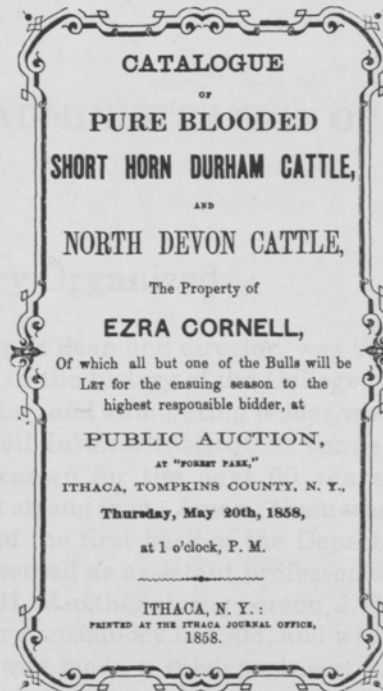 CATALOGUE
OF
PURE BLOODED
SHORT HORN DURHAM CATTLE,
AND
NORTH DEVON CATTLE,
The Property of
EZRA CORNELL,
Of which all but one of the Bulls will be
LET for the ensuing season to the
highest responsible bidder, at
PUBLIC AUCTION,
AT "FOREST PARK,"
ITHACA, TOMPKINS COUNTY, N. Y.,
Thursday, May 20th, 1858,
at 1 o'clock, P. M.
ITHACA, N. Y.:
PRINTED AT THE ITHACA JOURNAL OFFICE,
1858.